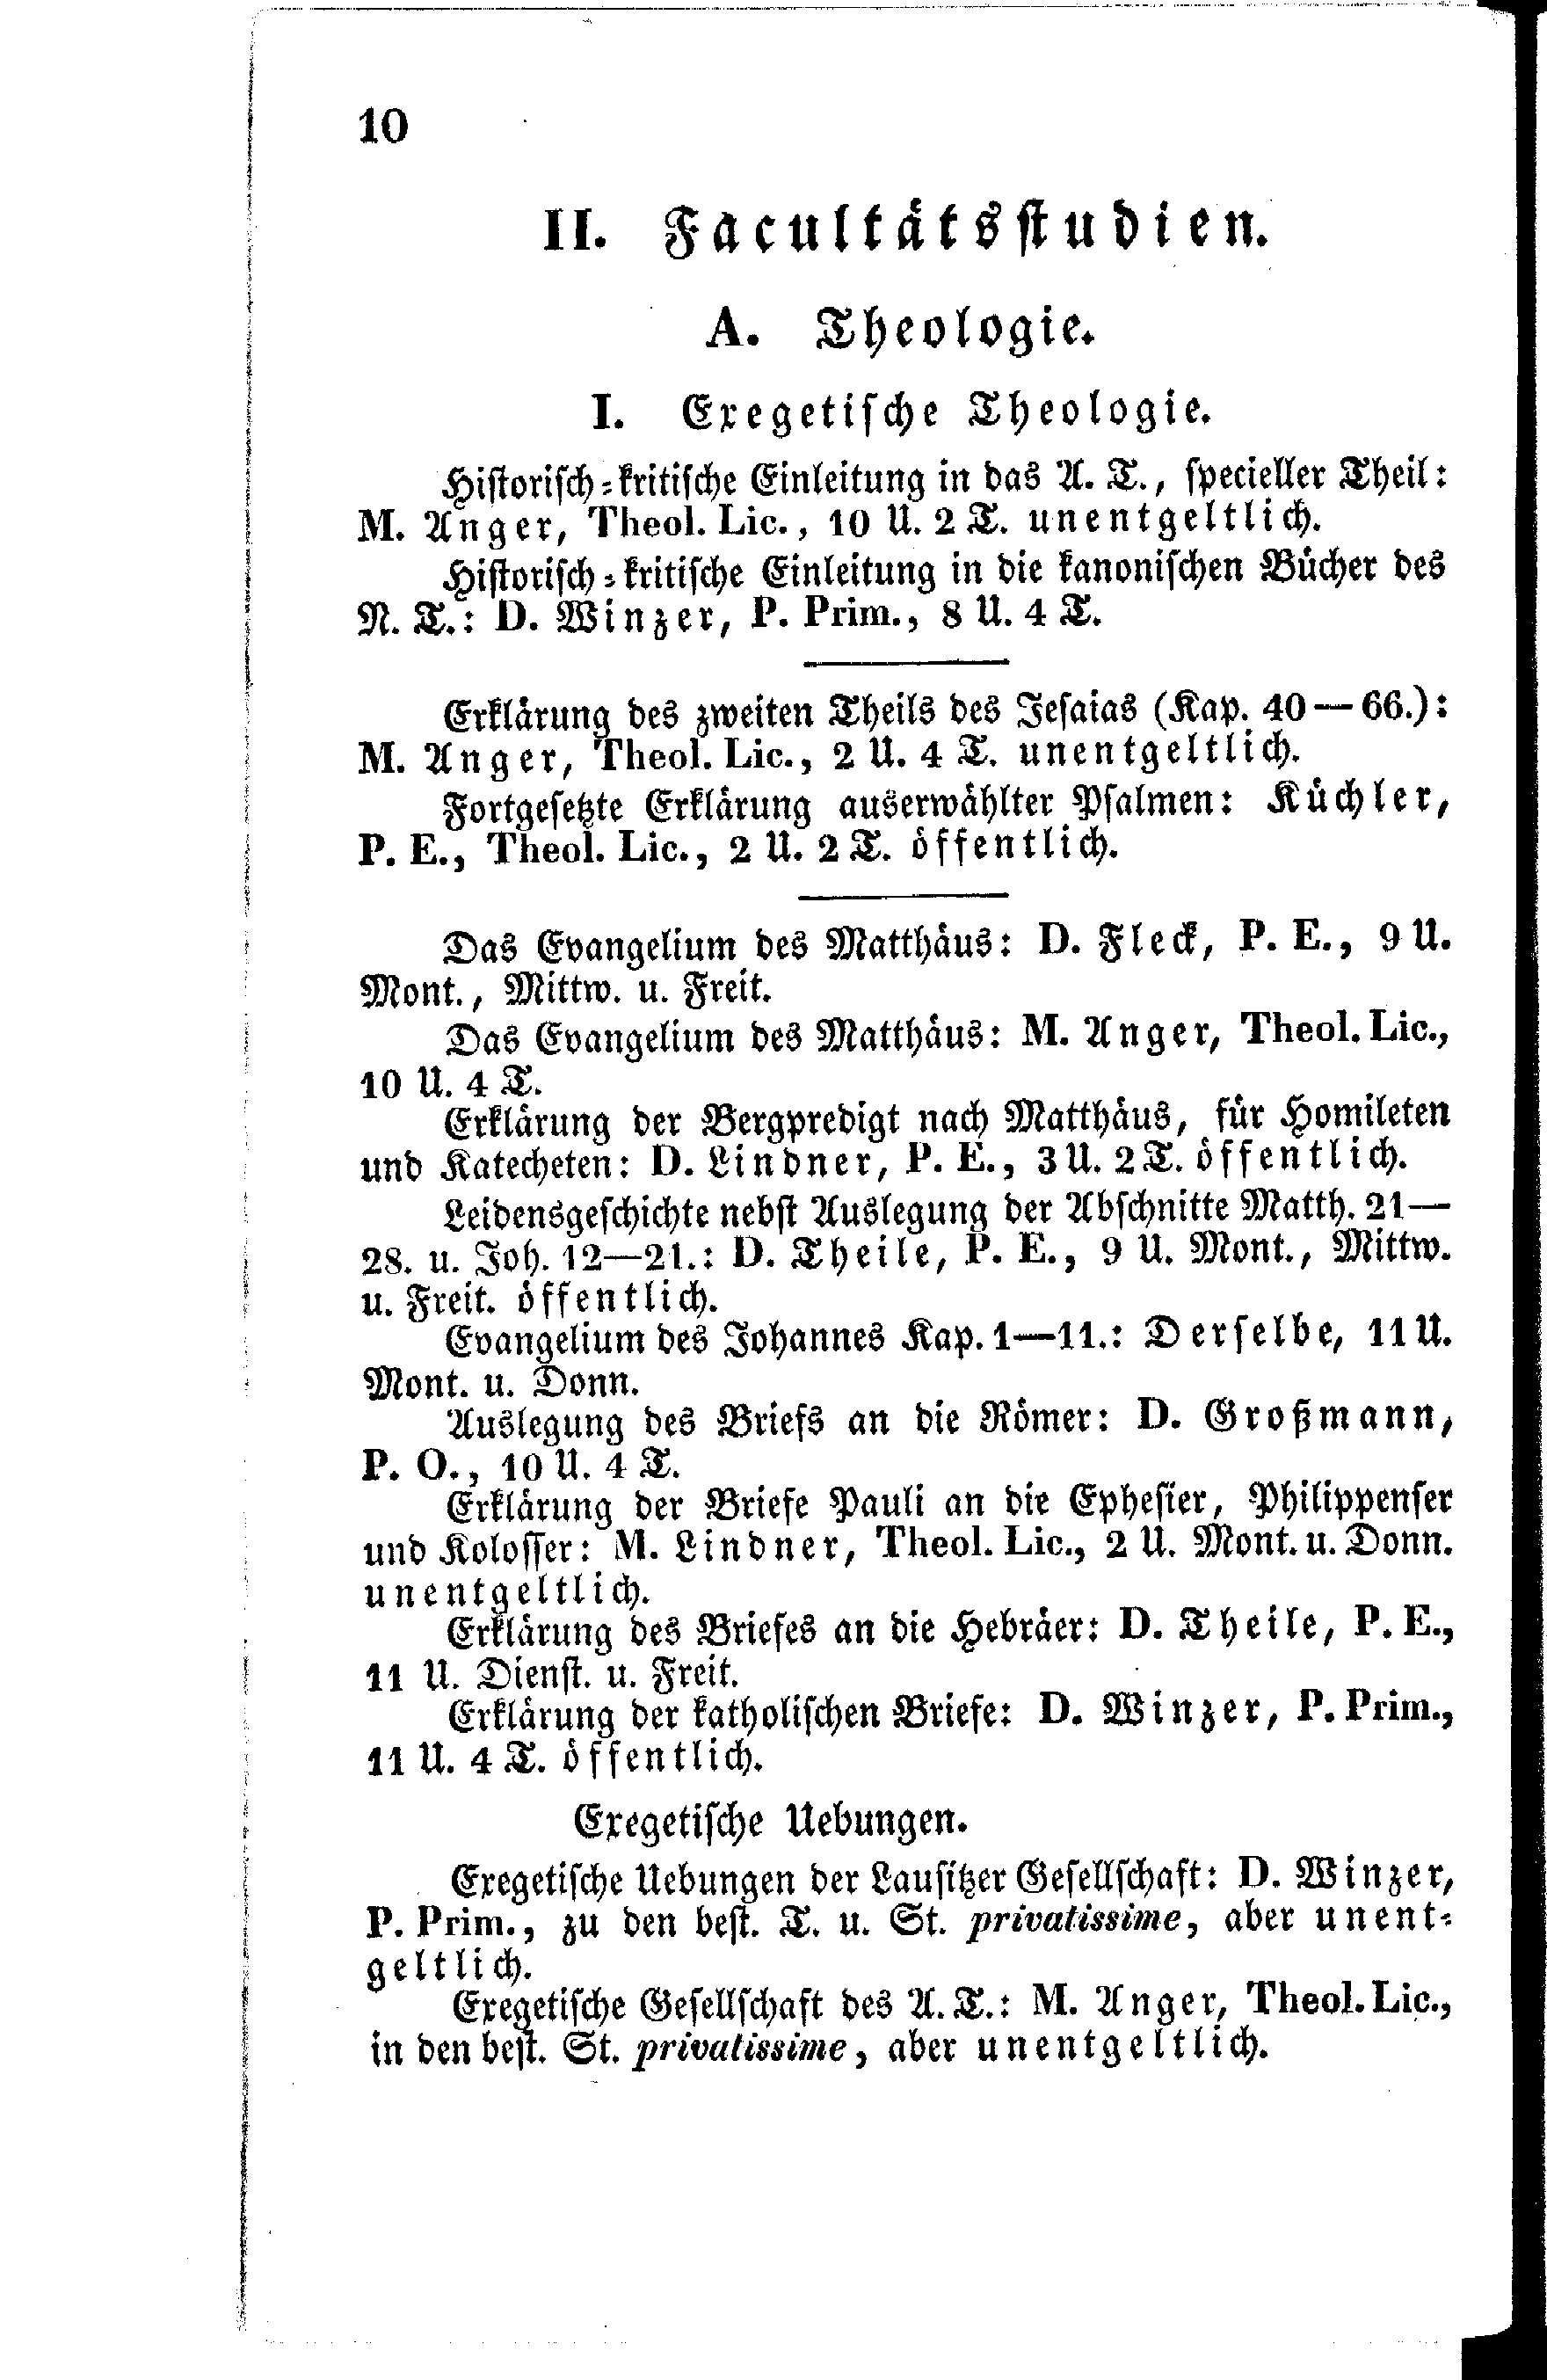 10
II. Facultätsstudien.
A. Theologie.
I. Exegetische Theologie.
Historisch-kritische Einleitung in das A. T., specieller Theil:
M. Anger, Theol. Lic., 10 U. 2 T. unentgeltlich.
Historisch-kritische Einleitung in die kanonischen Bücher des
N. T.: D. Winzer, P. Prim., 8 U. 4 T.
Erklärung des zweiten Theils des Jesaias (Kap. 40—66.):
M. Anger, Theol. Lic., 2 U. 4 T. unentgeltlich.
Fortgesetzte Erklärung auserwählter Psalmen: Küchler,
P. E., Theol. Lic., 2 U. 2 T. öffentlich.
Das Evangelium des Matthäus: D. Fleck, P. E., 9 U.
Mont., Mittw. u. Freit.
Das Evangelium des Matthäus: M. Anger, Theol. Lic.,
10 U. 4 T.
Erklärung der Bergpredigt nach Matthäus, für Homileten
und Katecheten: D. Lindner, P. E., 3 U. 2 T. öffentlich.
Leidensgeschichte nebst Auslegung der Abschnitte Matth. 21—
28. u. Joh. 12—21.: D. Theile, P. E., 9 U. Mont., Mittw.
u. Freit. öffentlich.
Evangelium des Johannes Kap. 1—11.: Derselbe, 11 U.
Mont. u. Donn.
Auslegung des Briefs an die Römer: D. Großmann,
P. O., 10 U. 4 T.
Erklärung der Briefe Pauli an die Ephesier, Philippenser
und Kolosser: M. Lindner, Theol. Lic., 2 U. Mont. u. Donn.
unentgeltlich.
Erklärung des Briefes an die Hebräer: D. Theile, P. E.,
11 U. Dienst. u. Freit.
Erklärung der katholischen Briefe: D. Winzer, P. Prim.,
11 U. 4 T. öffentlich.
Exegetische Uebungen.
Exegetische Uebungen der Lausitzer Gesellschaft: D. Winzer,
P. Prim., zu den best. T. u. St. privatissime, aber unent-
geltlich.
Exegetische Gesellschaft des A. T.: M. Anger, Theol. Lic.,
in den best. St. privatissime, aber unentgeltlich.